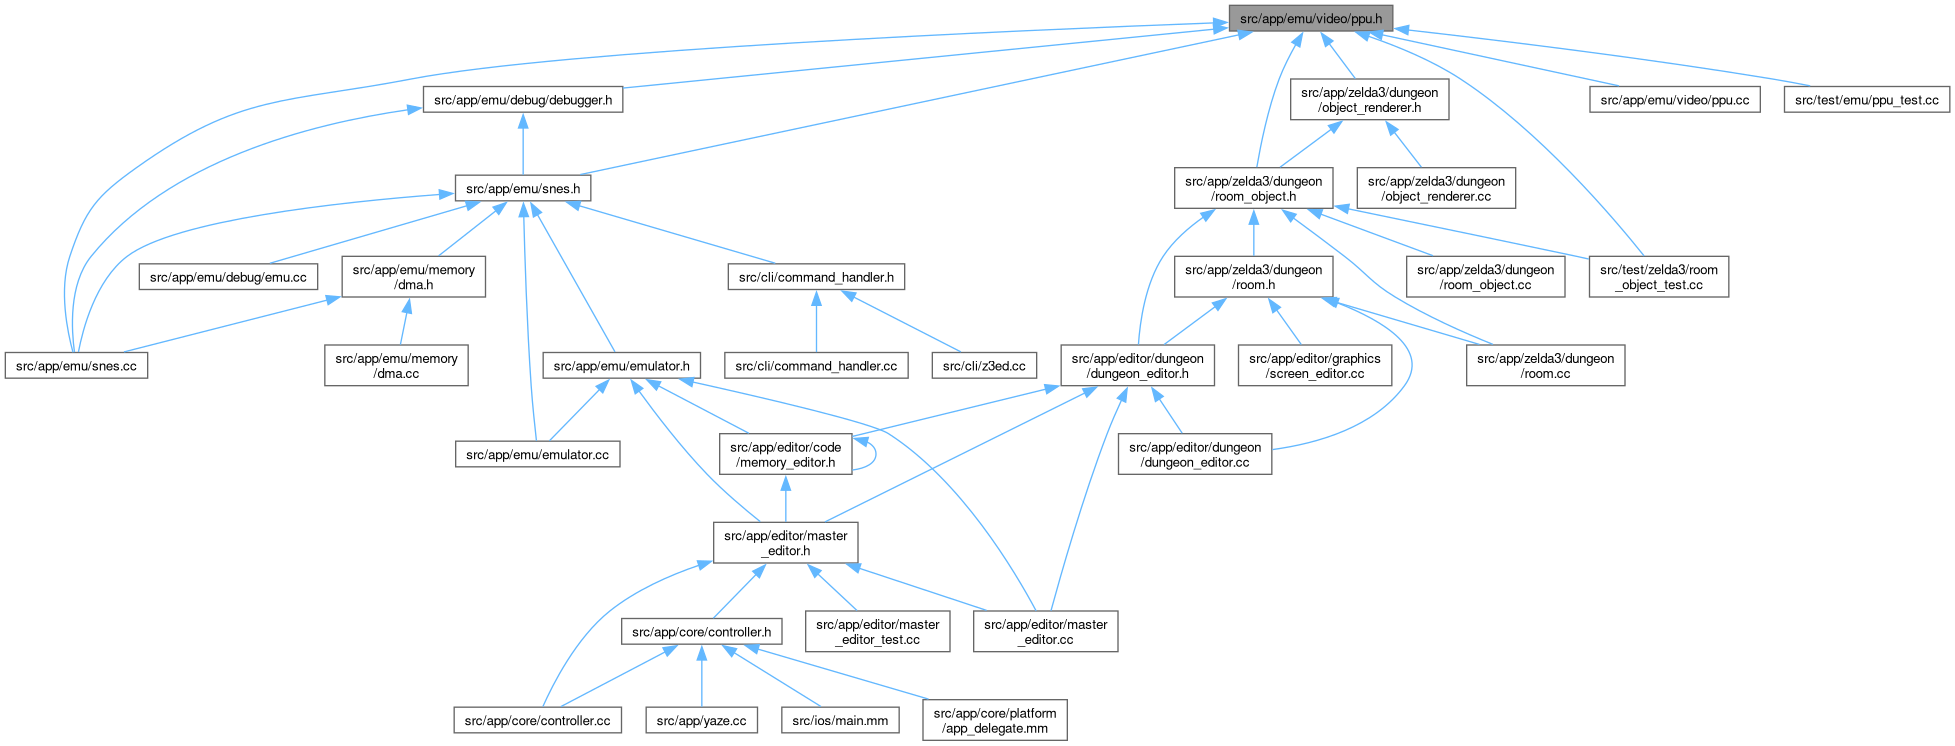 src/app/emu/video/ppu.h
src/app/emu/debug/debugger.h
src/app/zelda3/dungeon
/object_renderer.h
src/app/emu/video/ppu.cc
src/test/emu/ppu_test.cc
src/app/emu/snes.h
src/app/zelda3/dungeon
/room_object.h
src/app/zelda3/dungeon
/object_renderer.cc
src/app/emu/debug/emu.cc
src/app/emu/memory
/dma.h
src/cli/command_handler.h
src/app/zelda3/dungeon
/room.h
src/app/zelda3/dungeon
/room_object.cc
src/test/zelda3/room
_object_test.cc
src/app/emu/snes.cc
src/app/emu/memory
/dma.cc
src/app/emu/emulator.h
src/cli/command_handler.cc
src/cli/z3ed.cc
src/app/editor/dungeon
/dungeon_editor.h
src/app/editor/graphics
/screen_editor.cc
src/app/zelda3/dungeon
/room.cc
src/app/emu/emulator.cc
src/app/editor/code
/memory_editor.h
src/app/editor/dungeon
/dungeon_editor.cc
src/app/editor/master
_editor.h
src/app/core/controller.h
src/app/editor/master
_editor_test.cc
src/app/editor/master
_editor.cc
src/app/core/controller.cc
src/app/yaze.cc
src/ios/main.mm
src/app/core/platform
/app_delegate.mm